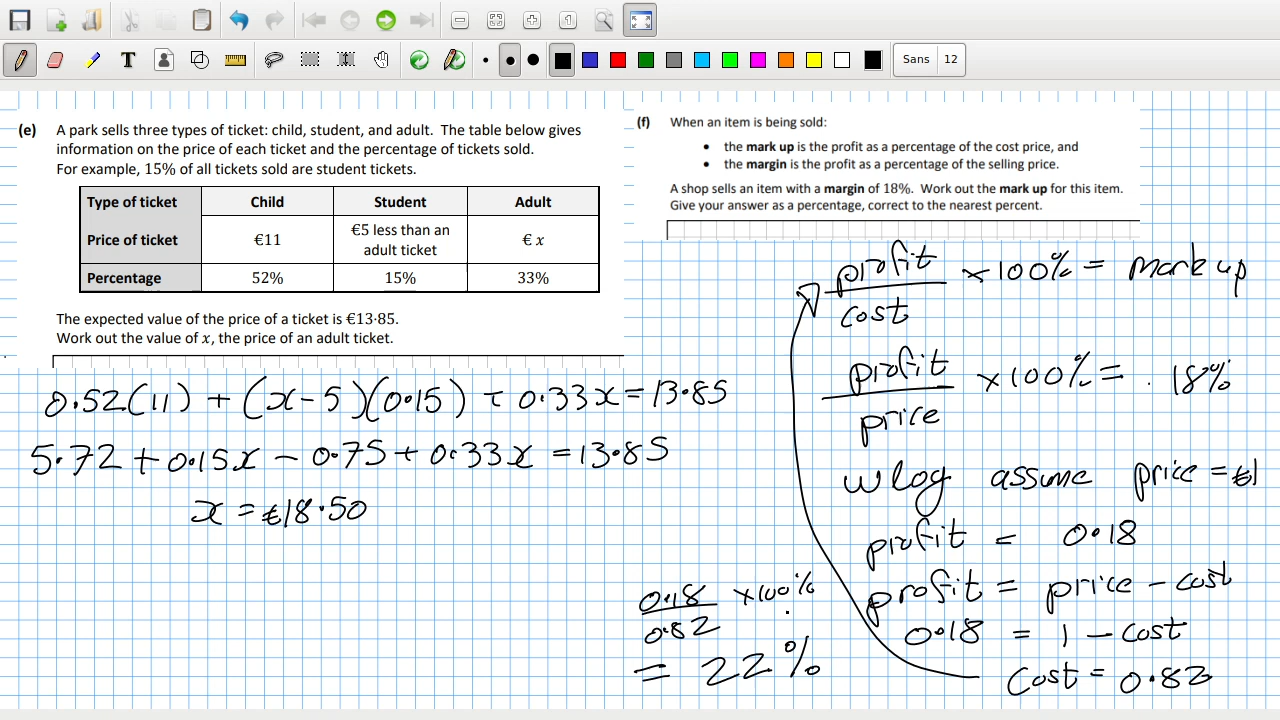 Sans 12
(e) A park sells three types of ticket: child, student, and adult. The table below gives
information on the price of each ticket and the percentage of tickets sold.
For example, 15% of all tickets sold are student tickets.
Type of ticket Child Student Adult
Price of ticket €11 €5 less than an adult ticket € x
Percentage 52% 15% 33%
The expected value of the price of a ticket is €13·85.
Work out the value of x, the price of an adult ticket.
0.52(11) + (x-5)(0.15) + 0.33x = 13.85
5.72 + 0.15x - 0.75 + 0.33x = 13.85
x = €18.50
(f) When an item is being sold:
• the mark up is the profit as a percentage of the cost price, and
• the margin is the profit as a percentage of the selling price.
A shop sells an item with a margin of 18%. Work out the mark up for this item.
Give your answer as a percentage, correct to the nearest percent.
profit
cost
×100% = mark up
profit
price
×100% = 18%
wlog assume price = €1
profit = 0.18
profit = price - cost
0.18 = 1 - cost
cost = 0.82
0.18
0.82
×100%
= 22%